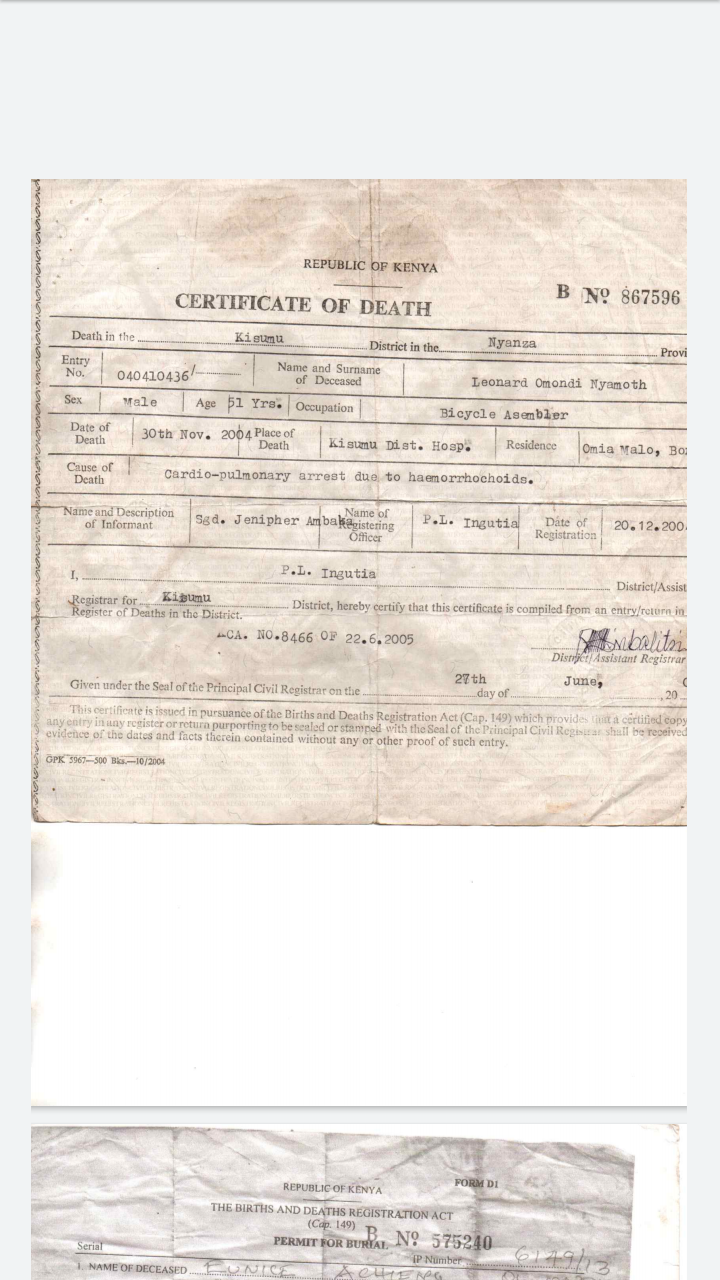 REPUBLIC OF KENYA
CERTIFICATE OF DEATH
B No 867596
Death in the Kisumu District in the Nyanza Provi
Entry No. 040410436/ Name and Surname of Deceased Leonard Omondi Nyamoth
Sex Male Age 51 Yrs. Occupation Bicycle Asembler
Date of Death 30th Nov. 2004 Place of Death Kisumu Dist. Hosp. Residence Omia Malo, Bo
Cause of Death Cardio-pulmonary arrest due to haemorrhochoids.
Name and Description of Informant Sgd. Jenipher Ambaka Name of Registering Officer P.L. Ingutia Date of Registration 20.12.200
I, P.L. Ingutia District/Assist
Registrar for Kisumu District, hereby certify that this certificate is compiled from an entry/return in
Register of Deaths in the District.
CA. NO.8466 OF 22.6.2005
District/Assistant Registrar
Given under the Seal of the Principal Civil Registrar on the 27th day of June, 20
This certificate is issued in pursuance of the Births and Deaths Registration Act (Cap. 149) which provides that a certified copy
any entry in any register or return purporting to be sealed or stamped with the Seal of the Principal Civil Registrar shall be received
evidence of the dates and facts therein contained without any or other proof of such entry.
GPK 5967—500 Bks.—10/2004
REPUBLIC OF KENYA
FORM D1
THE BIRTHS AND DEATHS REGISTRATION ACT
(Cap. 149)
PERMIT FOR BURIAL B No 575240
Serial IP Number 6149/13
1. NAME OF DECEASED EUNICE ACHIENG